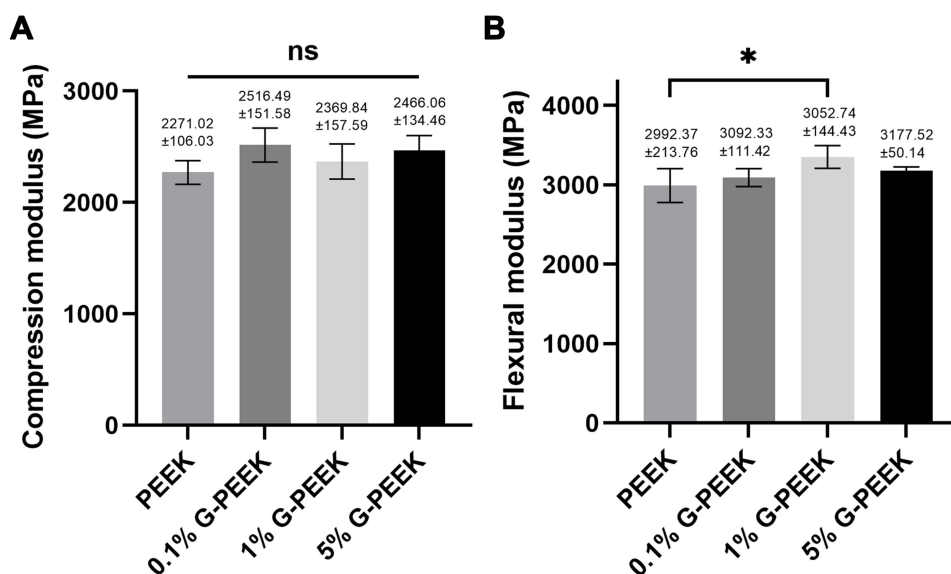 A
Compression modulus (MPa)
3000
2000
1000
0
ns
2271.02
±106.03
2516.49
±151.58
2369.84
±157.59
2466.06
±134.46
PEEK
0.1% G-PEEK
1% G-PEEK
5% G-PEEK
B
Flexural modulus (MPa)
4000
3000
2000
1000
0
*
2992.37
±213.76
3092.33
±111.42
3052.74
±144.43
3177.52
±50.14
PEEK
0.1% G-PEEK
1% G-PEEK
5% G-PEEK